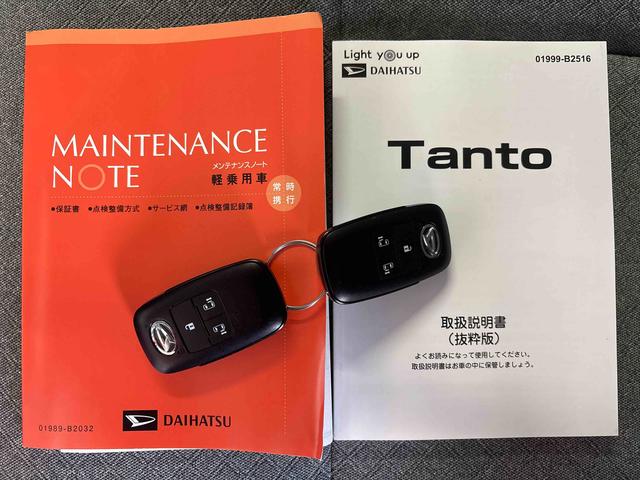 MAINTENANCE
NOTE
メンテナンスノート
軽乗用車
常時
携行
●保証書 ●点検整備方式 ●サービス網 ●点検整備記録簿
01989-B2032
DAIHATSU
Light you up
DAIHATSU
01999-B2516
Tanto
取扱説明書
（抜粋版）
よくお読みになって使用してください。
取扱説明書はお車の中に保管しましょう。